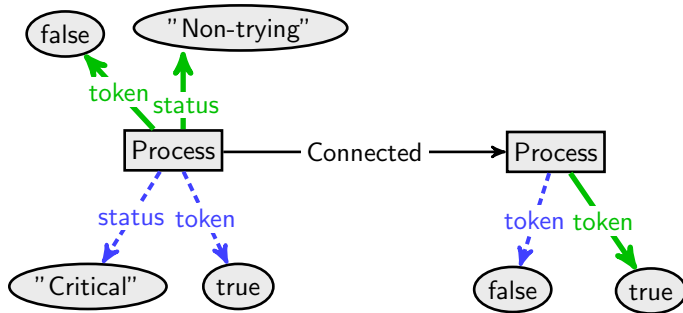 false
"Non-trying"
token
status
Process
Connected
Process
status
token
token
token
"Critical"
true
false
true